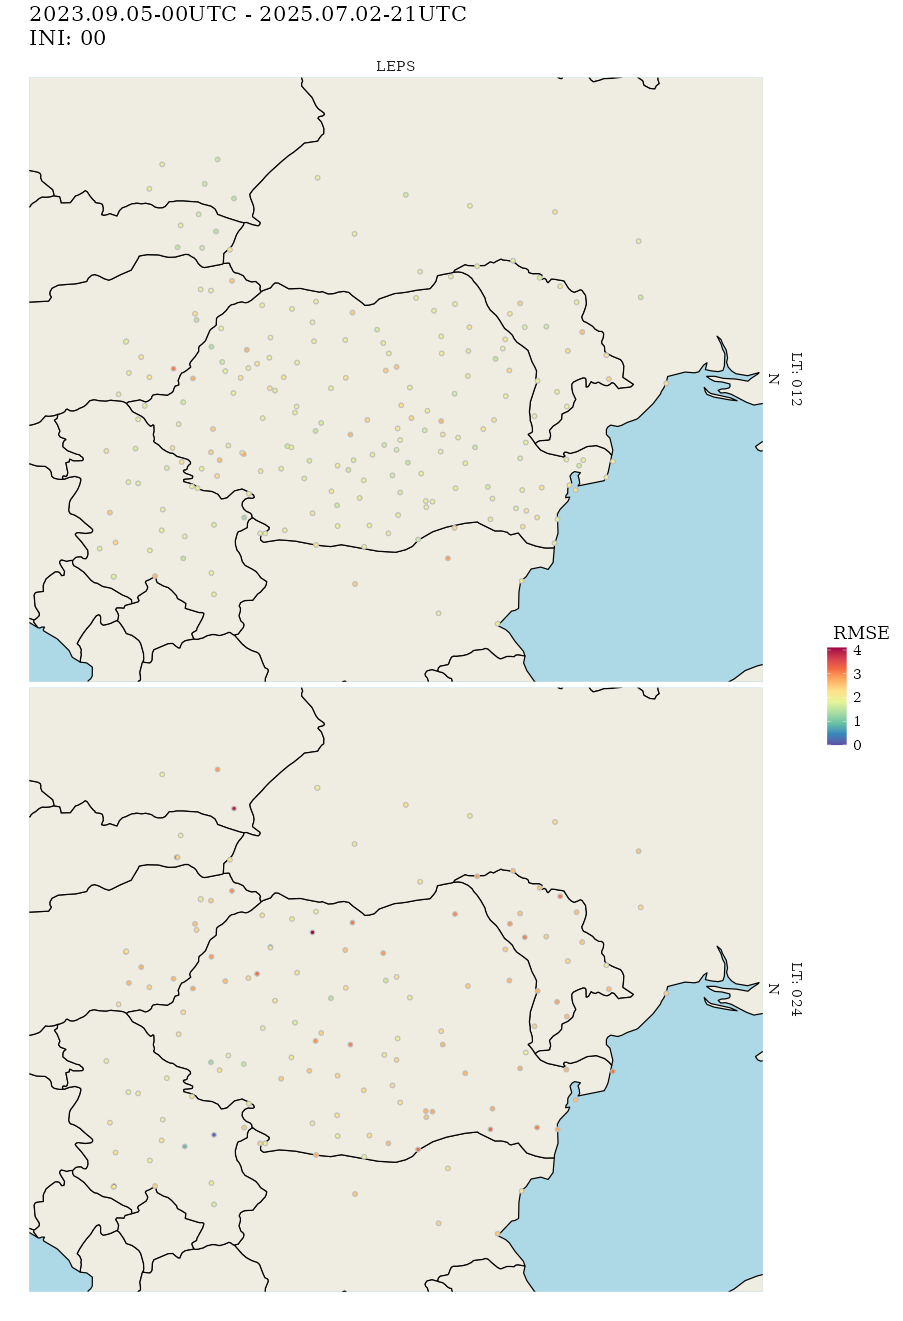 2023.09.05-00UTC - 2025.07.02-21UTC
INI: 00
LEPS
LT: 012
N
RMSE
4
3
2
1
0
LT: 024
N